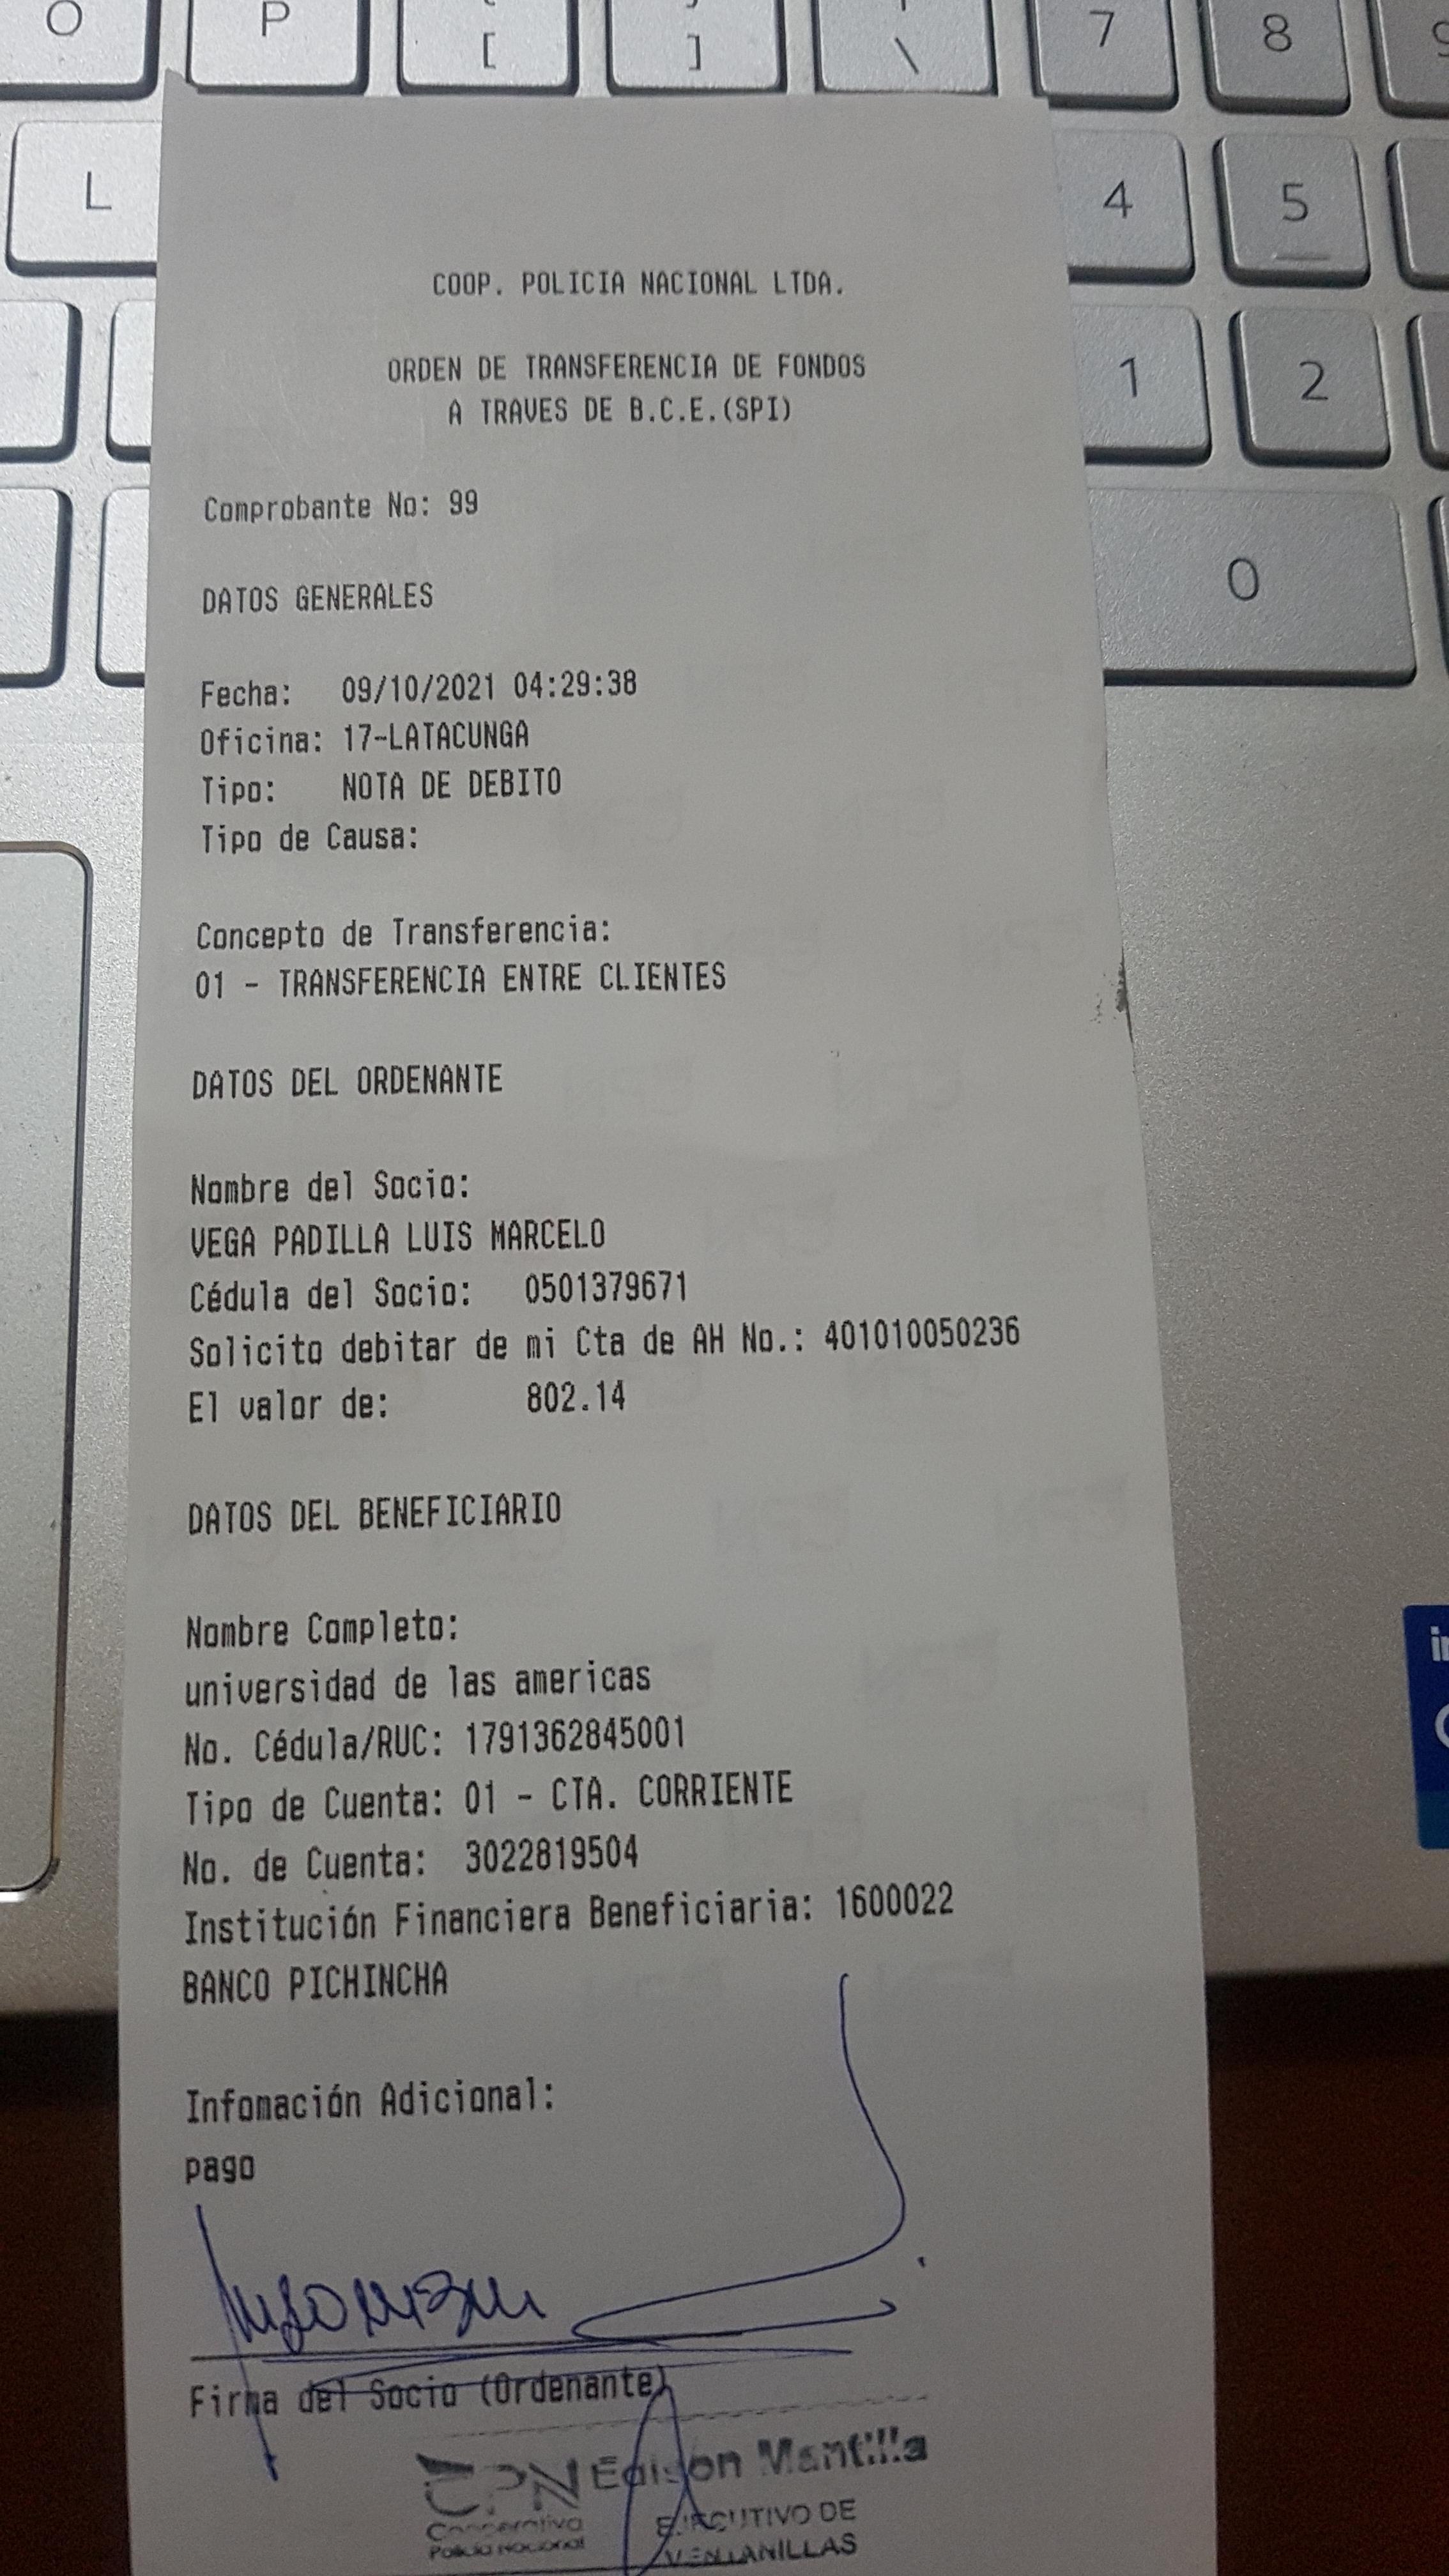 O P [ ] \ 7 8
L 4 5
1 2
0
COOP. POLICIA NACIONAL LTDA.
ORDEN DE TRANSFERENCIA DE FONDOS
A TRAVES DE B.C.E.(SPI)
Comprobante No: 99
DATOS GENERALES
Fecha: 09/10/2021 04:29:38
Oficina: 17-LATACUNGA
Tipo: NOTA DE DEBITO
Tipo de Causa:
Concepto de Transferencia:
01 - TRANSFERENCIA ENTRE CLIENTES
DATOS DEL ORDENANTE
Nombre del Socio:
VEGA PADILLA LUIS MARCELO
Cédula del Socio: 0501379671
Solicito debitar de mi Cta de AH No.: 401010050236
El valor de: 802.14
DATOS DEL BENEFICIARIO
Nombre Completo:
universidad de las americas
No. Cédula/RUC: 1791362845001
Tipo de Cuenta: 01 - CTA. CORRIENTE
No. de Cuenta: 3022819504
Institución Financiera Beneficiaria: 1600022
BANCO PICHINCHA
Infomación Adicional:
pago
Firma del Socio (Ordenante)
CPN Edison Mantilla
Cooperativa EJECUTIVO DE
Policía Nacional VENTANILLAS